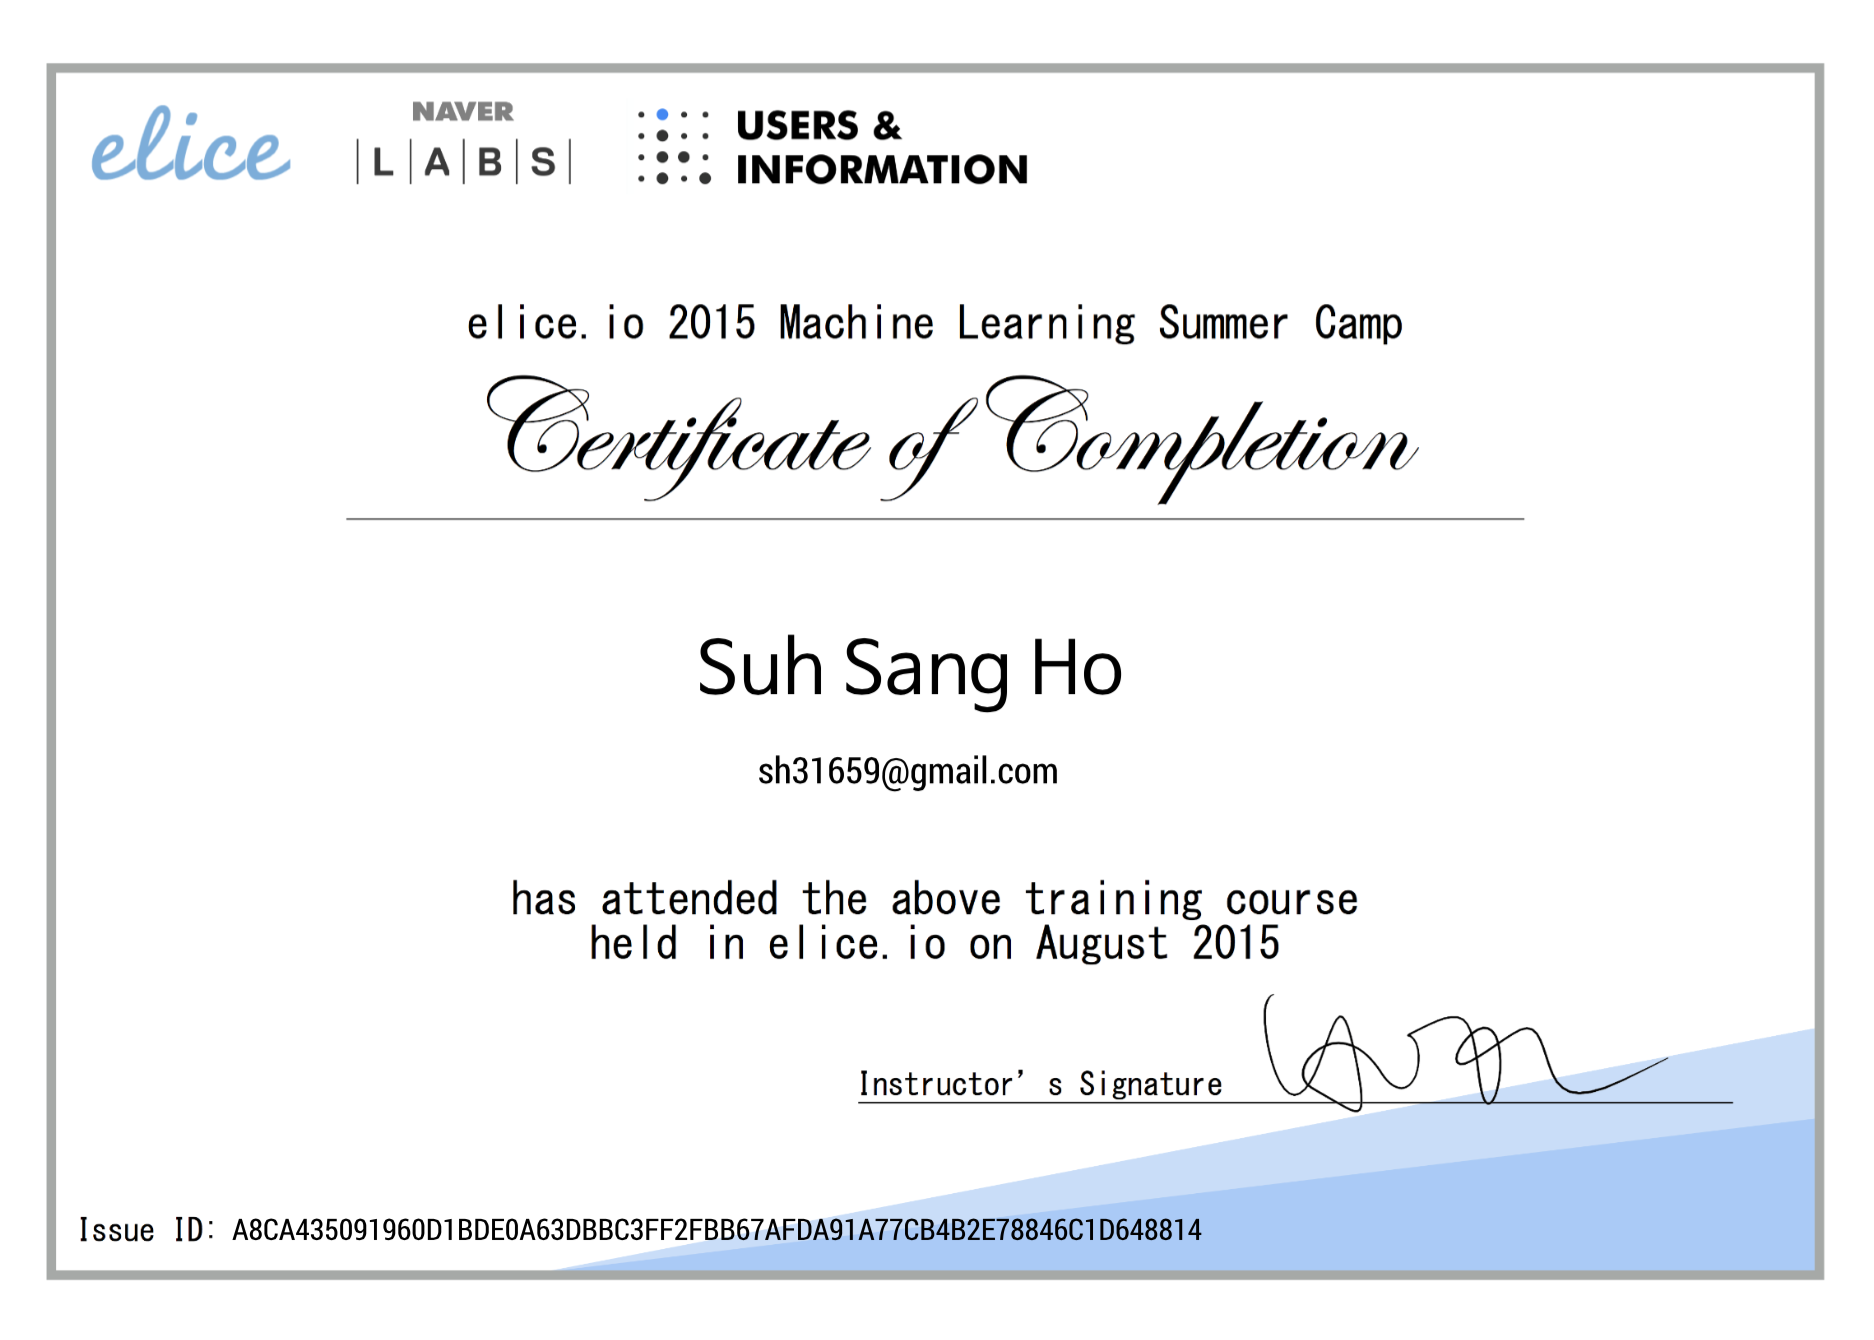 elice
NAVER
LABS
USERS &
INFORMATION
elice.io 2015 Machine Learning Summer Camp
Certificate of Completion
Suh Sang Ho
sh31659@gmail.com
has attended the above training course
held in elice.io on August 2015
Instructor's Signature
Issue ID: A8CA435091960D1BDE0A63DBBC3FF2FBB67AFDA91A77CB4B2E78846C1D648814